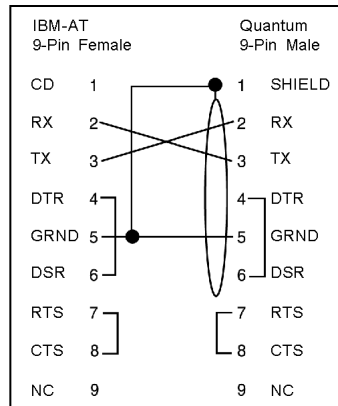 IBM-AT Quantum
9-Pin Female 9-Pin Male
CD 1 1 SHIELD
RX 2 2 RX
TX 3 3 TX
DTR 4 4 DTR
GRND 5 5 GRND
DSR 6 6 DSR
RTS 7 7 RTS
CTS 8 8 CTS
NC 9 9 NC